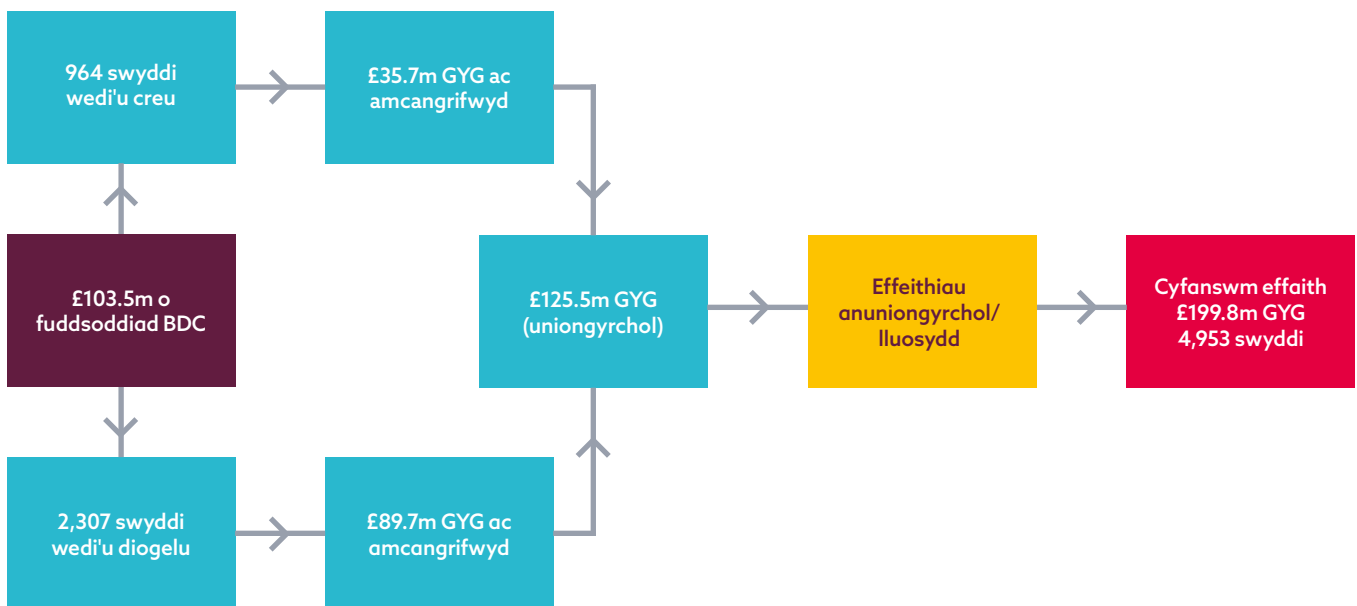 964 swyddi
wedi'u creu
£35.7m GYG ac
amcangrifwyd
£103.5m o
fuddsoddiad BDC
£125.5m GYG
(uniongyrchol)
Effeithiau
anuniongyrchol/
lluosydd
Cyfanswm effaith
£199.8m GYG
4,953 swyddi
2,307 swyddi
wedi'u diogelu
£89.7m GYG ac
amcangrifwyd